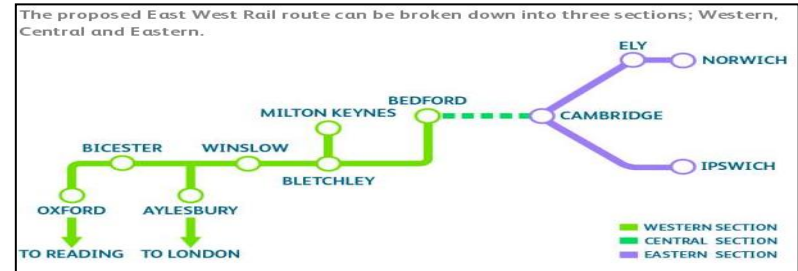 The proposed East West Rail route can be broken down into three sections; Western,
Central and Eastern.
ELY
NORWICH
BEDFORD
MILTON KEYNES
CAMBRIDGE
BICESTER
WINSLOW
IPSWICH
BLETCHLEY
OXFORD
AYLESBURY
WESTERN SECTION
CENTRAL SECTION
EASTERN SECTION
TO READING
TO LONDON